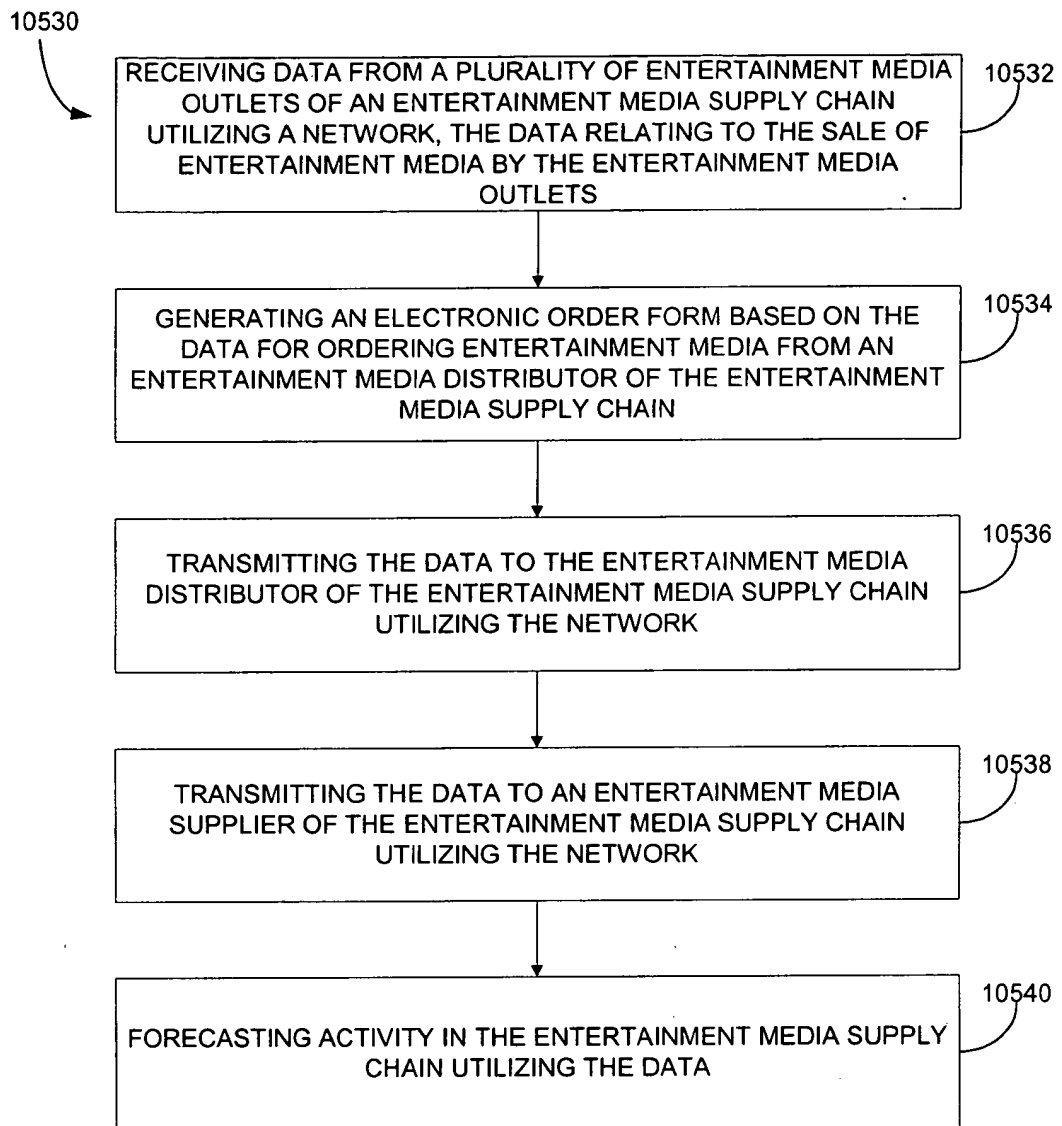 10530
RECEIVING DATA FROM A PLURALITY OF ENTERTAINMENT MEDIA
OUTLETS OF AN ENTERTAINMENT MEDIA SUPPLY CHAIN
UTILIZING A NETWORK, THE DATA RELATING TO THE SALE OF
ENTERTAINMENT MEDIA BY THE ENTERTAINMENT MEDIA
OUTLETS
10532
GENERATING AN ELECTRONIC ORDER FORM BASED ON THE
DATA FOR ORDERING ENTERTAINMENT MEDIA FROM AN
ENTERTAINMENT MEDIA DISTRIBUTOR OF THE ENTERTAINMENT
MEDIA SUPPLY CHAIN
10534
TRANSMITTING THE DATA TO THE ENTERTAINMENT MEDIA
DISTRIBUTOR OF THE ENTERTAINMENT MEDIA SUPPLY CHAIN
UTILIZING THE NETWORK
10536
TRANSMITTING THE DATA TO AN ENTERTAINMENT MEDIA
SUPPLIER OF THE ENTERTAINMENT MEDIA SUPPLY CHAIN
UTILIZING THE NETWORK
10538
FORECASTING ACTIVITY IN THE ENTERTAINMENT MEDIA SUPPLY
CHAIN UTILIZING THE DATA
10540